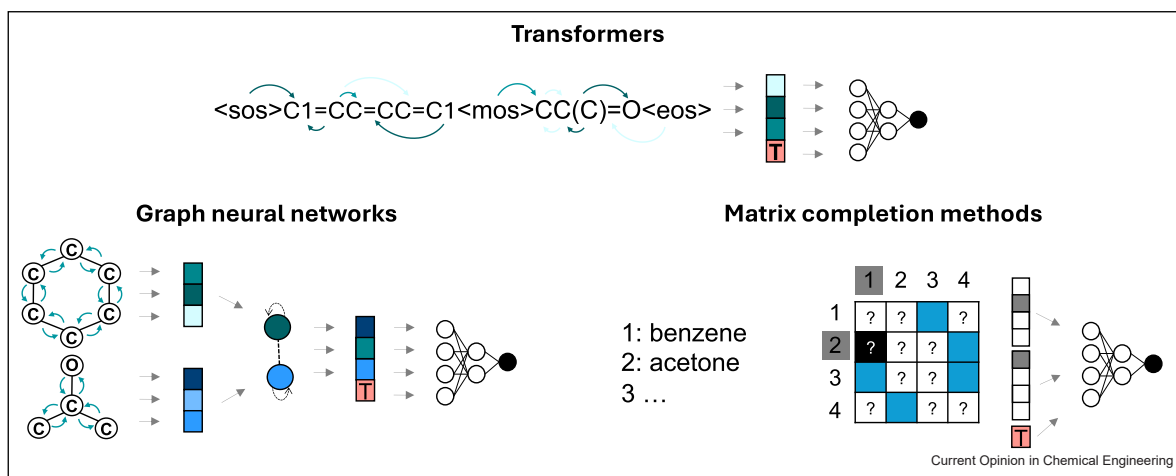 Transformers
<sos>C1=CC=CC=C1<mos>CC(C)=O<eos>
T
Graph neural networks
C
C
C
C
C
C
O
C
C
C
T
Matrix completion methods
1 2 3 4
1 ? ? ?
2 ? ? ?
3 ? ?
4 ? ? ?
1: benzene
2: acetone
3 ...
T
Current Opinion in Chemical Engineering